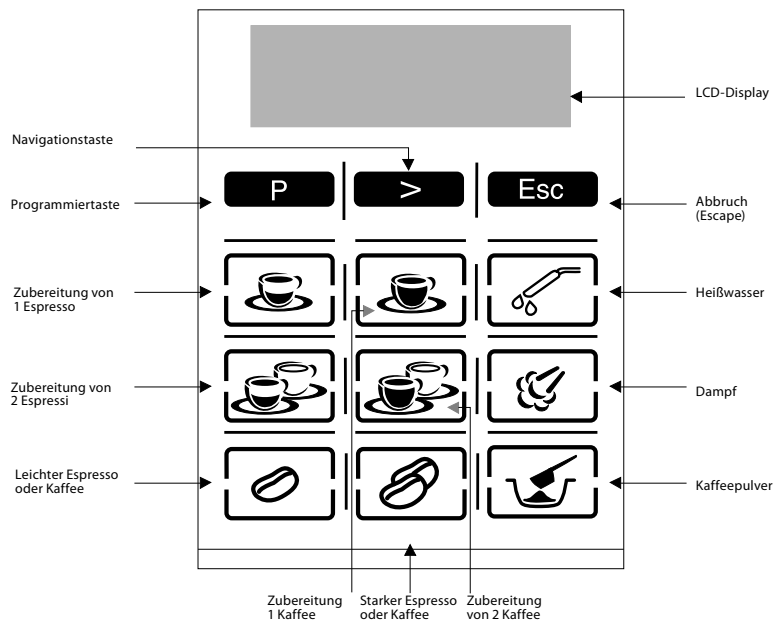 LCD-Display
Navigationstaste
P
>
Esc
Programmiertaste
Abbruch
(Escape)
Zubereitung von
1 Espresso
Heißwasser
Zubereitung von
2 Espressi
Dampf
Leichter Espresso
oder Kaffee
Kaffeepulver
Zubereitung
1 Kaffee
Starker Espresso
oder Kaffee
Zubereitung
von 2 Kaffee